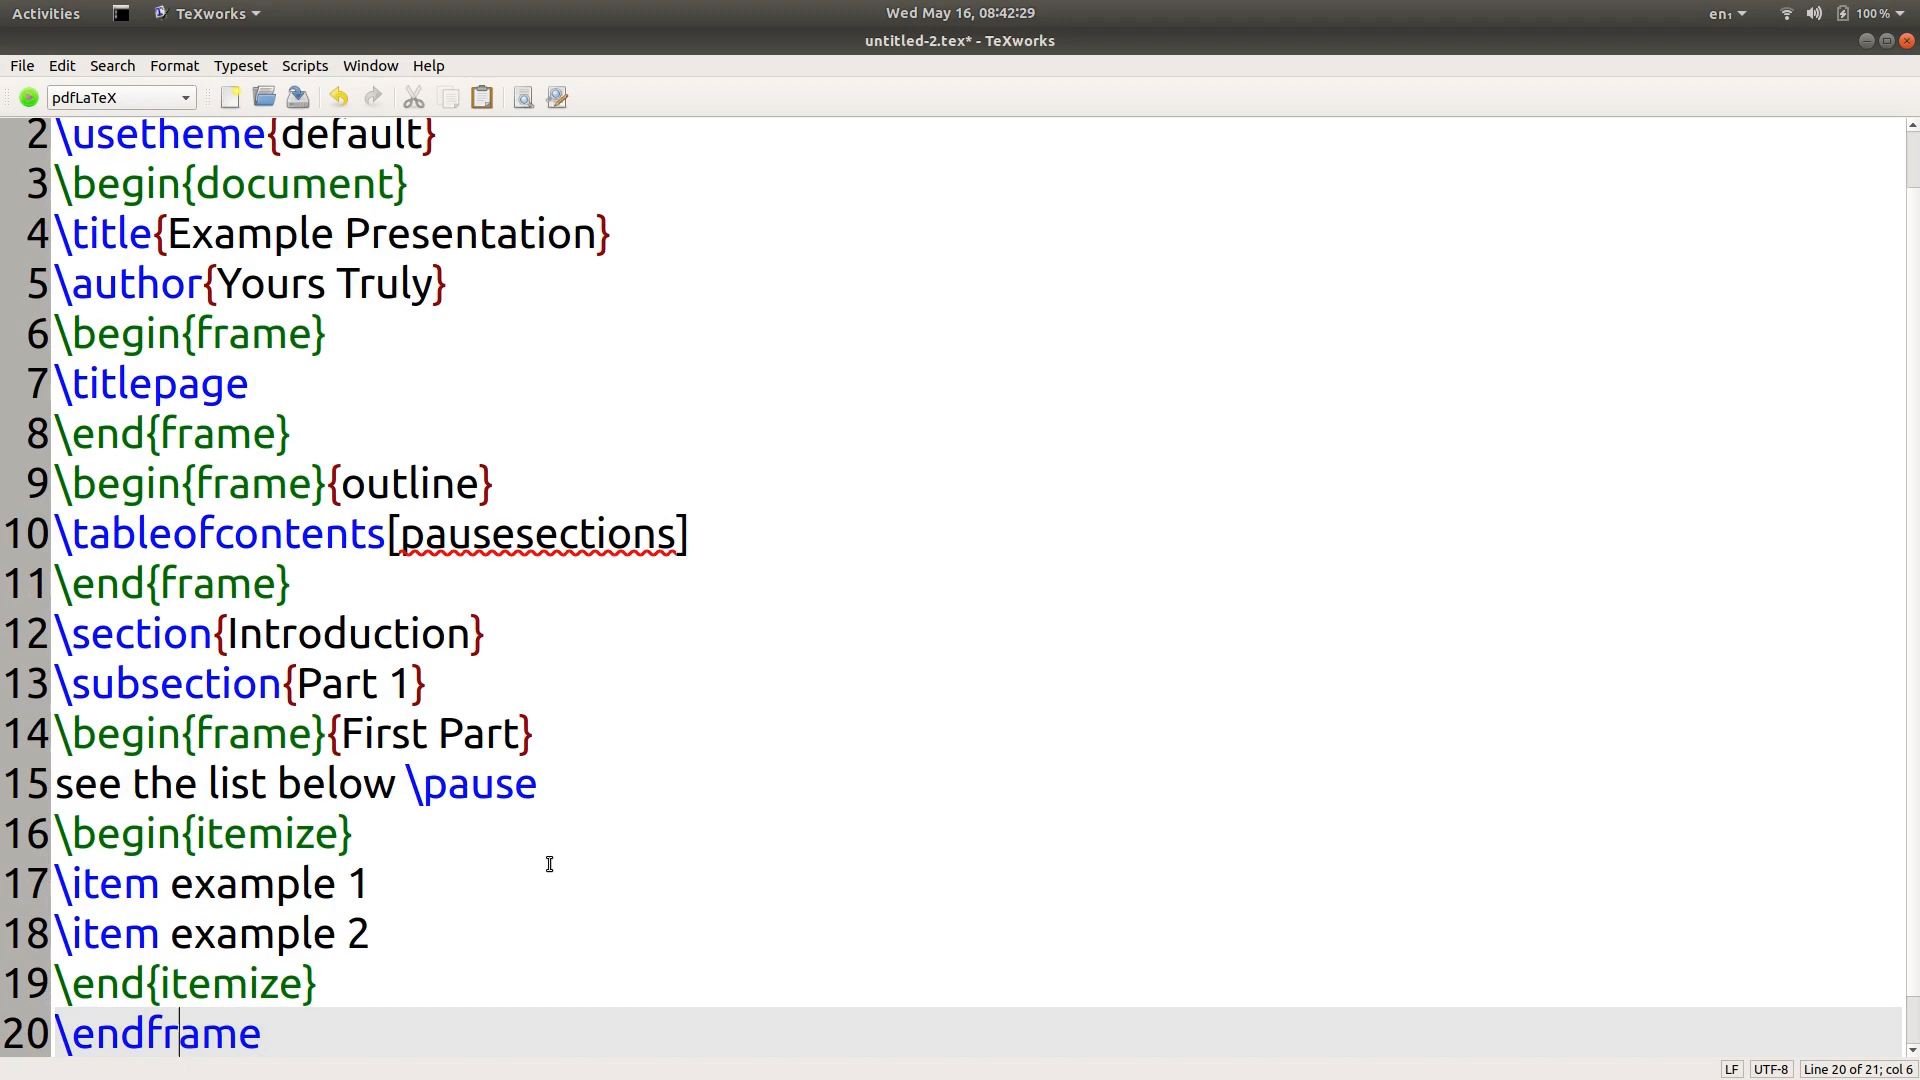 Activities TeXworks Wed May 16, 08:42:29 en₁ 100 %
untitled-2.tex* - TeXworks
File Edit Search Format Typeset Scripts Window Help
pdfLaTeX
2 \usetheme{default}
3 \begin{document}
4 \title{Example Presentation}
5 \author{Yours Truly}
6 \begin{frame}
7 \titlepage
8 \end{frame}
9 \begin{frame}{outline}
10 \tableofcontents[pausesections]
11 \end{frame}
12 \section{Introduction}
13 \subsection{Part 1}
14 \begin{frame}{First Part}
15 see the list below \pause
16 \begin{itemize}
17 \item example 1
18 \item example 2
19 \end{itemize}
20 \endframe
LF UTF-8 Line 20 of 21; col 6